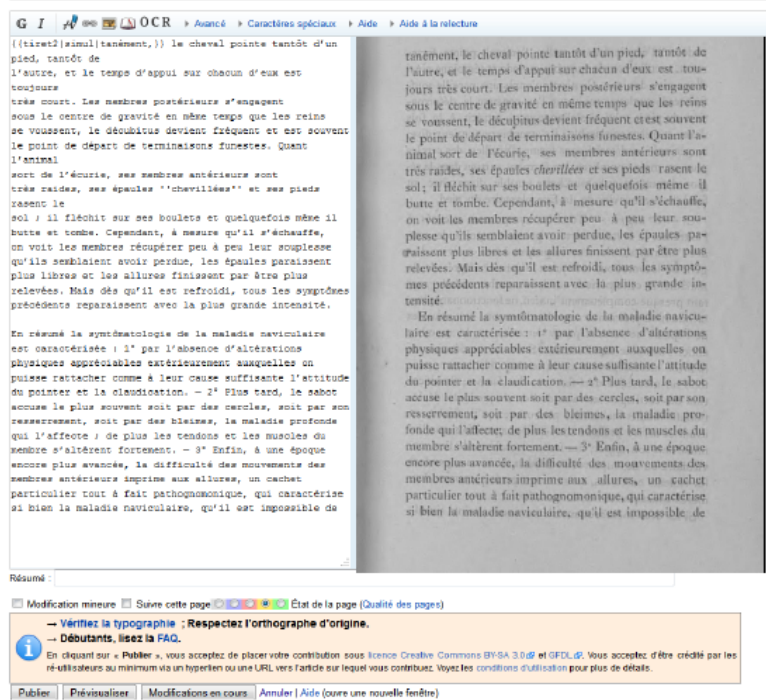 G I OCR Avancé Caractères spéciaux Aide Aide à la relecture
{{tiret2|simul|tanément,}} le cheval pointe tantôt d'un
pied, tantôt de
l'autre, et le temps d'appui sur chacun d'eux est
toujours
très court. Les membres postérieurs s'engagent
sous le centre de gravité en même temps que les reins
se voussent, le décubitus devient fréquent et est souvent
le point de départ de terminaisons funestes. Quant
l'animal
sort de l'écurie, ses membres antérieurs sont
très raides, ses épaules ''chevillées'' et ses pieds
rasent le
sol ; il fléchit sur ses boulets et quelquefois même il
butte et tombe. Cependant, à mesure qu'il s'échauffe,
on voit les membres récupérer peu à peu leur souplesse
qu'ils semblaient avoir perdue, les épaules paraissent
plus libres et les allures finissent par être plus
relevées. Mais dès qu'il est refroidi, tous les symptômes
précédents reparaissent avec la plus grande intensité.
En résumé la symtômatologie de la maladie naviculaire
est caractérisée : 1° par l'absence d'altérations
physiques appréciables extérieurement auxquelles on
puisse rattacher comme à leur cause suffisante l'attitude
du pointer et la claudication. — 2° Plus tard, le sabot
accuse le plus souvent soit par des cercles, soit par son
resserrement, soit par des bleimes, la maladie profonde
qui l'affecte ; de plus les tendons et les muscles du
membre s'altèrent fortement. — 3° Enfin, à une époque
encore plus avancée, la difficulté des mouvements des
membres antérieurs imprime aux allures, un cachet
particulier tout à fait pathognomonique, qui caractérise
si bien la maladie naviculaire, qu'il est impossible de
tanément, le cheval pointe tantôt d'un pied, tantôt de
l'autre, et le temps d'appui sur chacun d'eux est tou-
jours très court. Les membres postérieurs s'engagent
sous le centre de gravité en même temps que les reins
se voussent, le décubitus devient fréquent et est souvent
le point de départ de terminaisons funestes. Quant l'a-
nimal sort de l'écurie, ses membres antérieurs sont
très raides, ses épaules chevillées et ses pieds rasent le
sol ; il fléchit sur ses boulets et quelquefois même il
butte et tombe. Cependant, à mesure qu'il s'échauffe,
on voit les membres récupérer peu à peu leur sou-
plesse qu'ils semblaient avoir perdue, les épaules pa-
raissent plus libres et les allures finissent par être plus
relevées. Mais dès qu'il est refroidi, tous les symptô-
mes précédents reparaissent avec la plus grande in-
tensité.
En résumé la symtômatologie de la maladie navicu-
laire est caractérisée : 1° par l'absence d'altérations
physiques appréciables extérieurement auxquelles on
puisse rattacher comme à leur cause suffisante l'attitude
du pointer et la claudication. — 2° Plus tard, le sabot
accuse le plus souvent soit par des cercles, soit par son
resserrement, soit par des bleimes, la maladie pro-
fonde qui l'affecte; de plus les tendons et les muscles du
membre s'altèrent fortement. — 3° Enfin, à une époque
encore plus avancée, la difficulté des mouvements des
membres antérieurs imprime aux allures, un cachet
particulier tout à fait pathognomonique, qui caractérise
si bien la maladie naviculaire, qu'il est impossible de
Résumé :
Modification mineure Suivre cette page État de la page (Qualité des pages)
→ Vérifiez la typographie ; Respectez l'orthographe d'origine.
→ Débutants, lisez la FAQ.
En cliquant sur « Publier », vous acceptez de placer votre contribution sous licence Creative Commons BY-SA 3.0 et GFDL. Vous acceptez d'être crédité par les
ré-utilisateurs au minimum via un hyperlien ou une URL vers l'article sur lequel vous contribuez. Voyez les conditions d'utilisation pour plus de détails.
Publier Prévisualiser Modifications en cours Annuler | Aide (ouvre une nouvelle fenêtre)